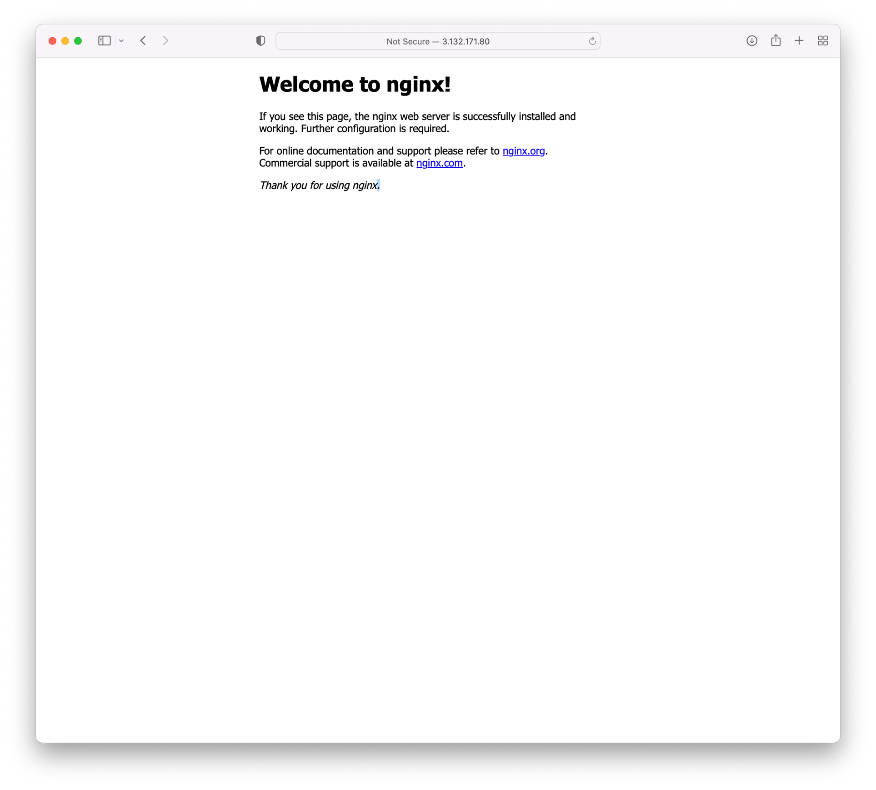 Not Secure — 3.132.171.80
Welcome to nginx!
If you see this page, the nginx web server is successfully installed and
working. Further configuration is required.
For online documentation and support please refer to nginx.org.
Commercial support is available at nginx.com.
Thank you for using nginx.